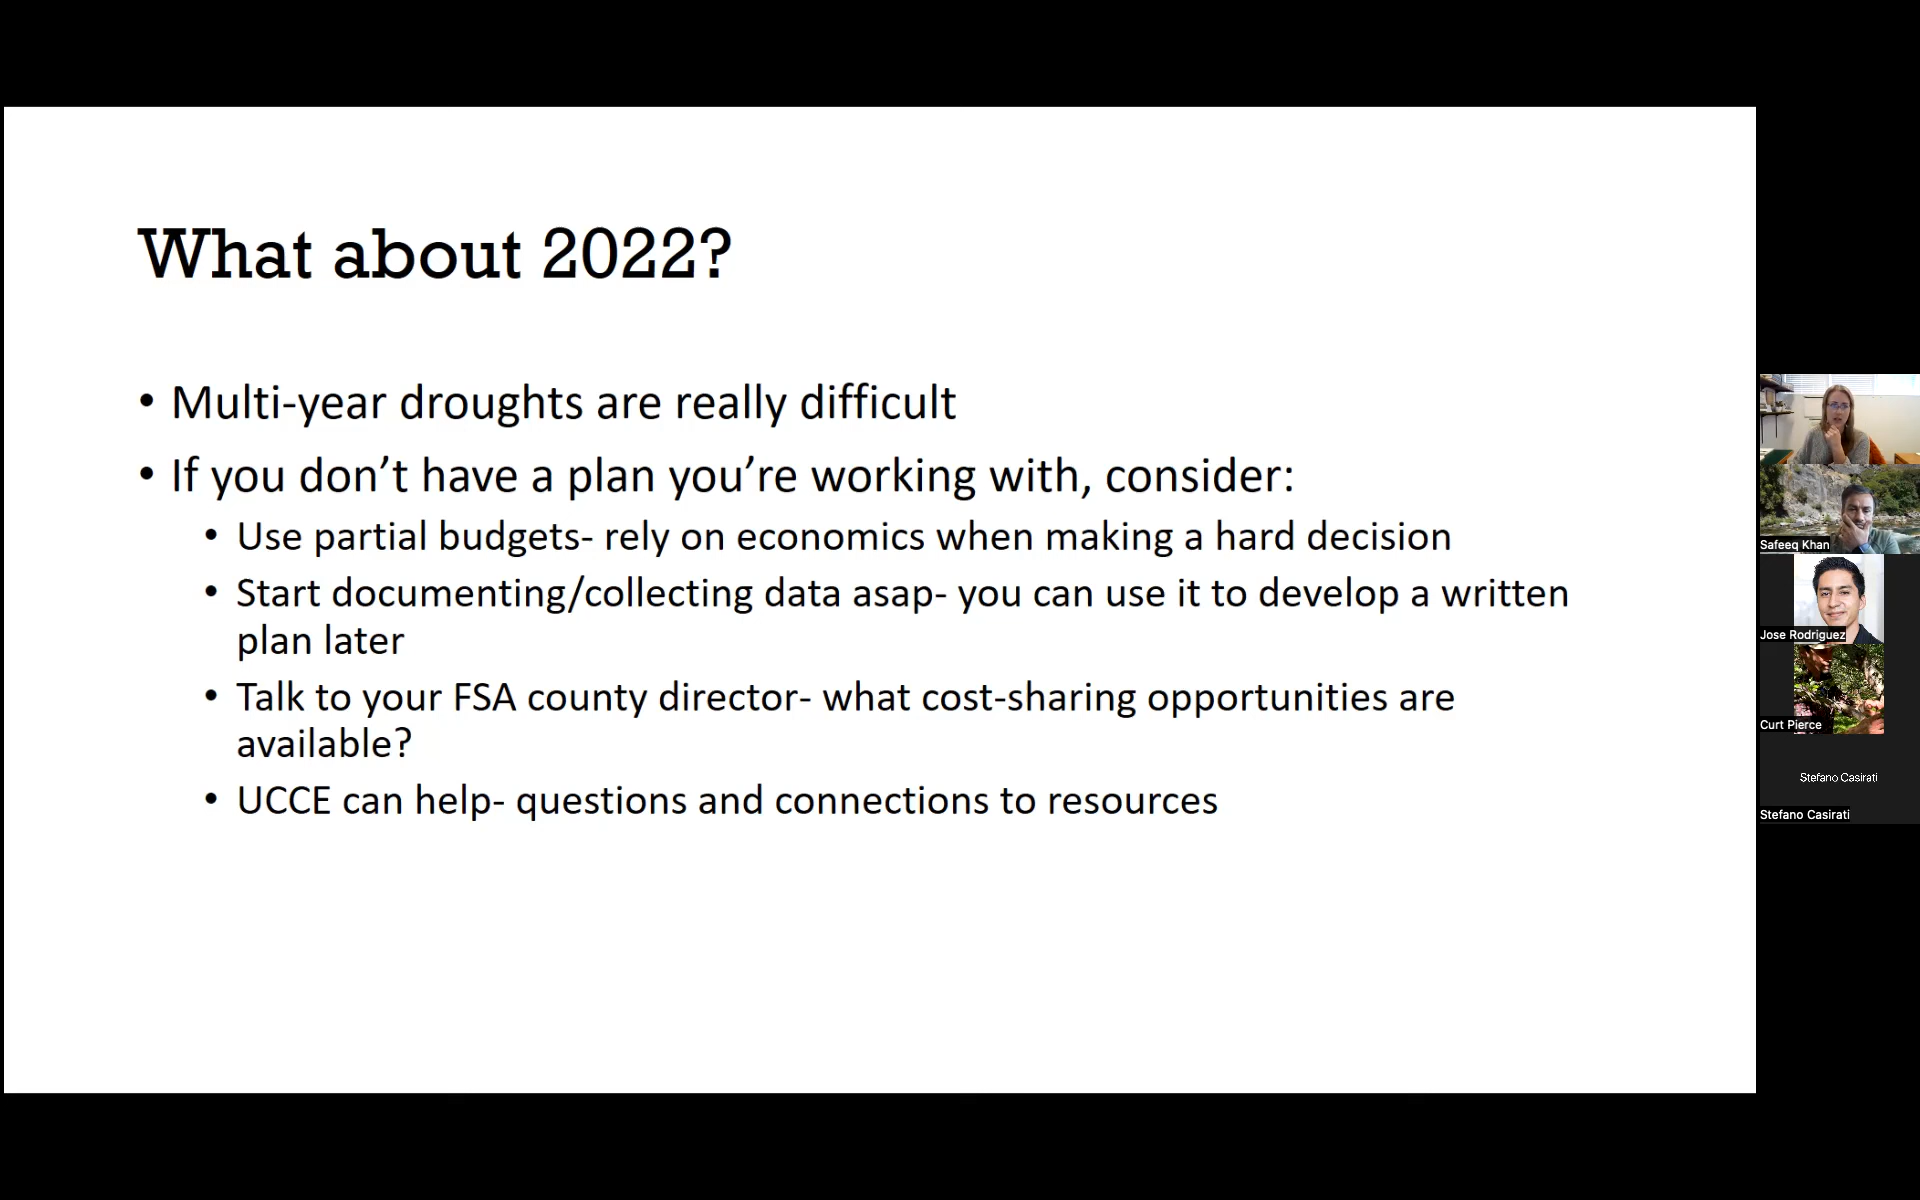 What about 2022?
• Multi-year droughts are really difficult
• If you don’t have a plan you’re working with, consider:
• Use partial budgets- rely on economics when making a hard decision
• Start documenting/collecting data asap- you can use it to develop a written
plan later
• Talk to your FSA county director- what cost-sharing opportunities are
available?
• UCCE can help- questions and connections to resources
Safeeq Khan
Jose Rodriguez
Curt Pierce
Stefano Casirati
Stefano Casirati